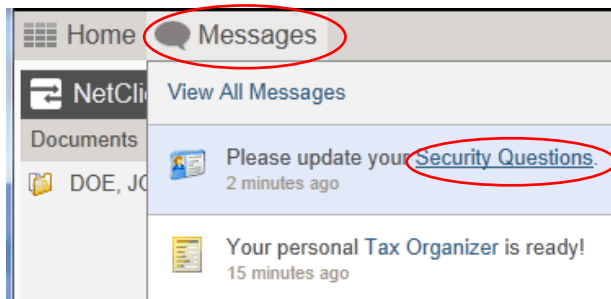 Home Messages
NetCli
View All Messages
Documents
Please update your Security Questions.
2 minutes ago
DOE, JO
Your personal Tax Organizer is ready!
15 minutes ago